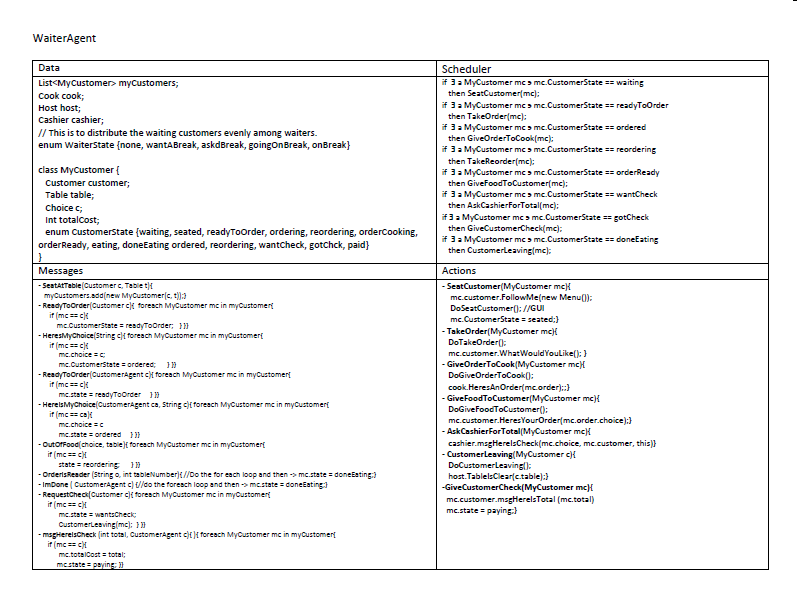 WaiterAgent
Data
List<MyCustomer> myCustomers;
Cook cook;
Host host;
Cashier cashier;
// This is to distribute the waiting customers evenly among waiters.
enum WaiterState {none, wantABreak, askdBreak, goingOnBreak, onBreak}
class MyCustomer {
Customer customer;
Table table;
Choice c;
Int totalCost;
enum CustomerState {waiting, seated, readyToOrder, ordering, reordering, orderCooking,
orderReady, eating, doneEating ordered, reordering, wantCheck, gotChck, paid}
}
Scheduler
if ∃ a MyCustomer mc э mc.CustomerState == waiting
then SeatCustomer(mc);
if ∃ a MyCustomer mc э mc.CustomerState == readyToOrder
then TakeOrder(mc);
if ∃ a MyCustomer mc э mc.CustomerState == ordered
then GiveOrderToCook(mc);
if ∃ a MyCustomer mc э mc.CustomerState == reordering
then TakeReorder(mc);
if ∃ a MyCustomer mc э mc.CustomerState == orderReady
then GiveFoodToCustomer(mc);
if ∃ a MyCustomer mc э mc.CustomerState == wantCheck
then AskCashierForTotal(mc);
if ∃ a MyCustomer mc э mc.CustomerState == gotCheck
then GiveCustomerCheck(mc);
if ∃ a MyCustomer mc э mc.CustomerState == doneEating
then CustomerLeaving(mc);
Messages
- SeatAtTable(Customer c, Table t){
myCustomers.add(new MyCustomer(c, t));}
- ReadyToOrder(Customer c){ foreach MyCustomer mc in myCustomer{
if (mc == c){
mc.CustomerState = readyToOrder; } }}
- HeresMyChoice(String c){ foreach MyCustomer mc in myCustomer{
if (mc == c){
mc.choice = c;
mc.CustomerState = ordered; } }}
- ReadyToOrder(CustomerAgent c){ foreach MyCustomer mc in myCustomer{
if (mc == c){
mc.state = readyToOrder } }}
- HereIsMyChoice(CustomerAgent ca, String c){ foreach MyCustomer mc in myCustomer{
if (mc == ca){
mc.choice = c
mc.state = ordered } }}
- OutOfFood(choice, table){ foreach MyCustomer mc in myCustomer{
if (mc == c){
state = reordering; } }}
- OrderIsReader (String o, int tableNumber){ //Do the for each loop and then -> mc.state = doneEating;}
- ImDone ( CustomerAgent c) {//do the foreach loop and then -> mc.state = doneEating;}
- RequestCheck(Customer c){ foreach MyCustomer mc in myCustomer{
if (mc == c){
mc.state = wantsCheck;
CustomerLeaving(mc); } }}
- msgHereIsCheck (int total, CustomerAgent c){ }{ foreach MyCustomer mc in myCustomer{
if (mc == c){
mc.totalCost = total;
mc.state = paying; }}
Actions
- SeatCustomer(MyCustomer mc){
mc.customer.FollowMe(new Menu());
DoSeatCustomer(); //GUI
mc.CustomerState = seated;}
- TakeOrder(MyCustomer mc){
DoTakeOrder();
mc.customer.WhatWouldYouLike(); }
- GiveOrderToCook(MyCustomer mc){
DoGiveOrderToCook();
cook.HeresAnOrder(mc.order);;}
- GiveFoodToCustomer(MyCustomer mc){
DoGiveFoodToCustomer();
mc.customer.HeresYourOrder(mc.order.choice);}
- AskCashierForTotal(MyCustomer mc){
cashier.msgHereIsCheck(mc.choice, mc.customer, this)}
- CustomerLeaving(MyCustomer c){
DoCustomerLeaving();
host.TableIsClear(c.table);}
-GiveCustomerCheck(MyCustomer mc){
mc.customer.msgHereIsTotal (mc.total)
mc.state = paying;}